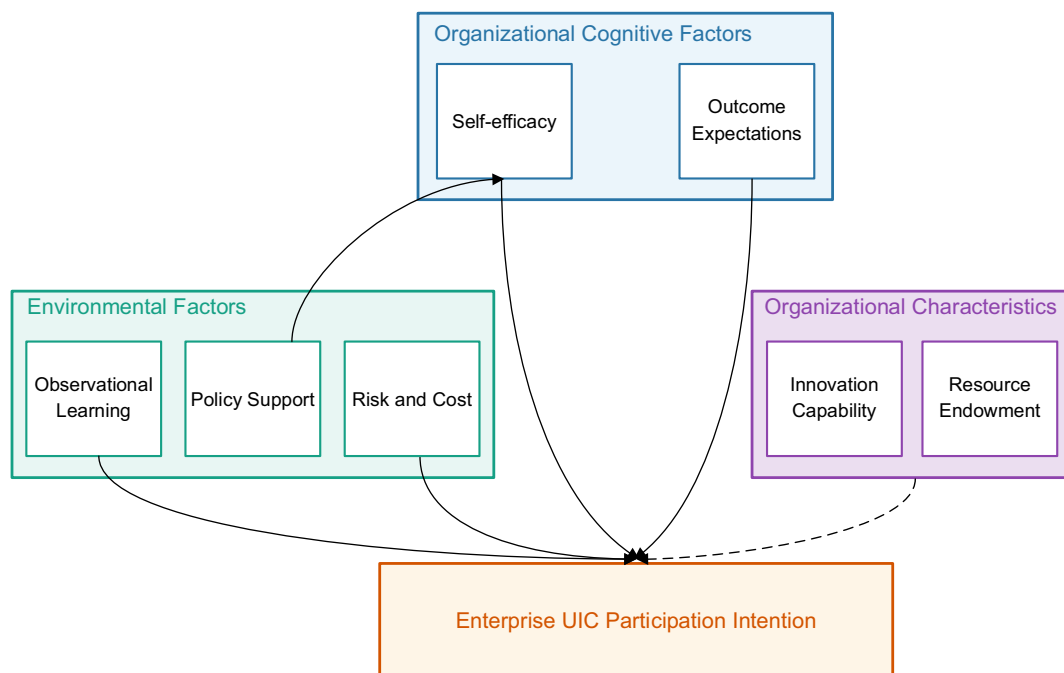 Organizational Cognitive Factors
Self-efficacy
Outcome
Expectations
Environmental Factors
Observational
Learning
Policy Support
Risk and Cost
Organizational Characteristics
Innovation
Capability
Resource
Endowment
Enterprise UIC Participation Intention